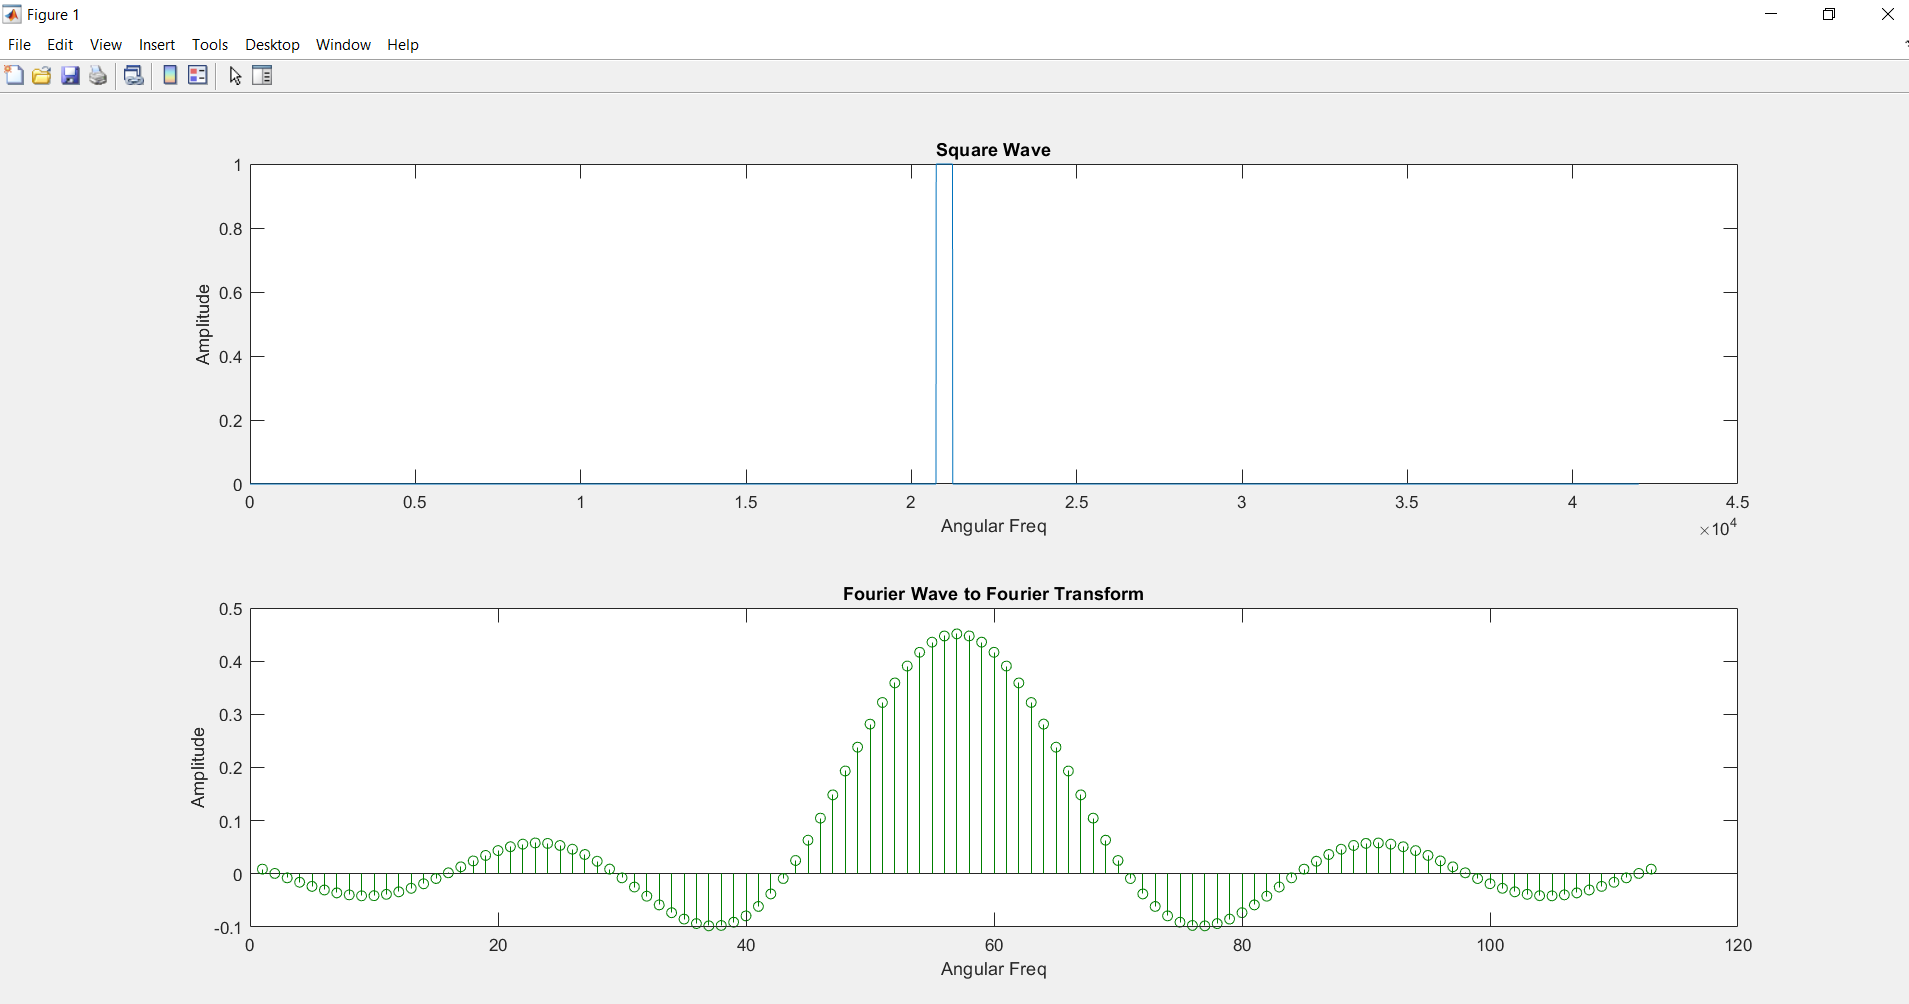 Figure 1
File Edit View Insert Tools Desktop Window Help
Square Wave
1
0.8
0.6
0.4
0.2
0
Amplitude
0 0.5 1 1.5 2 2.5 3 3.5 4 4.5
Angular Freq
×10^4
Fourier Wave to Fourier Transform
0.5
0.4
0.3
0.2
0.1
0
-0.1
Amplitude
0 20 40 60 80 100 120
Angular Freq